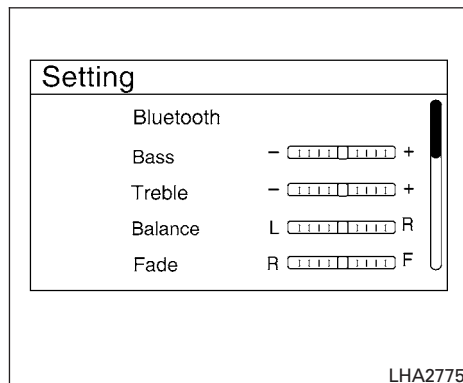 Setting
Bluetooth
Bass - +
Treble - +
Balance L R
Fade R F
LHA2775